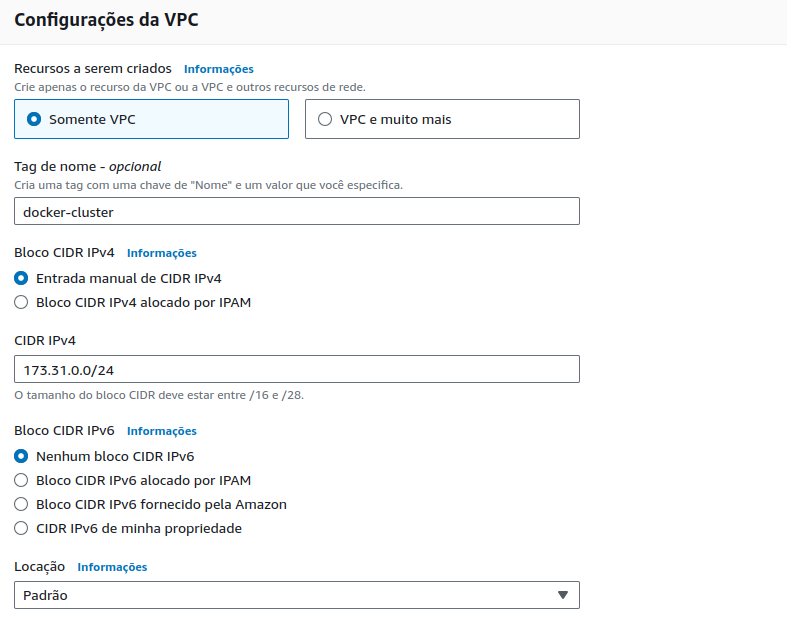 Configurações da VPC
Recursos a serem criados Informações
Crie apenas o recurso da VPC ou a VPC e outros recursos de rede.
Somente VPC VPC e muito mais
Tag de nome - opcional
Cria uma tag com uma chave de "Nome" e um valor que você especifica.
docker-cluster
Bloco CIDR IPv4 Informações
Entrada manual de CIDR IPv4
Bloco CIDR IPv4 alocado por IPAM
CIDR IPv4
173.31.0.0/24
O tamanho do bloco CIDR deve estar entre /16 e /28.
Bloco CIDR IPv6 Informações
Nenhum bloco CIDR IPv6
Bloco CIDR IPv6 alocado por IPAM
Bloco CIDR IPv6 fornecido pela Amazon
CIDR IPv6 de minha propriedade
Locação Informações
Padrão